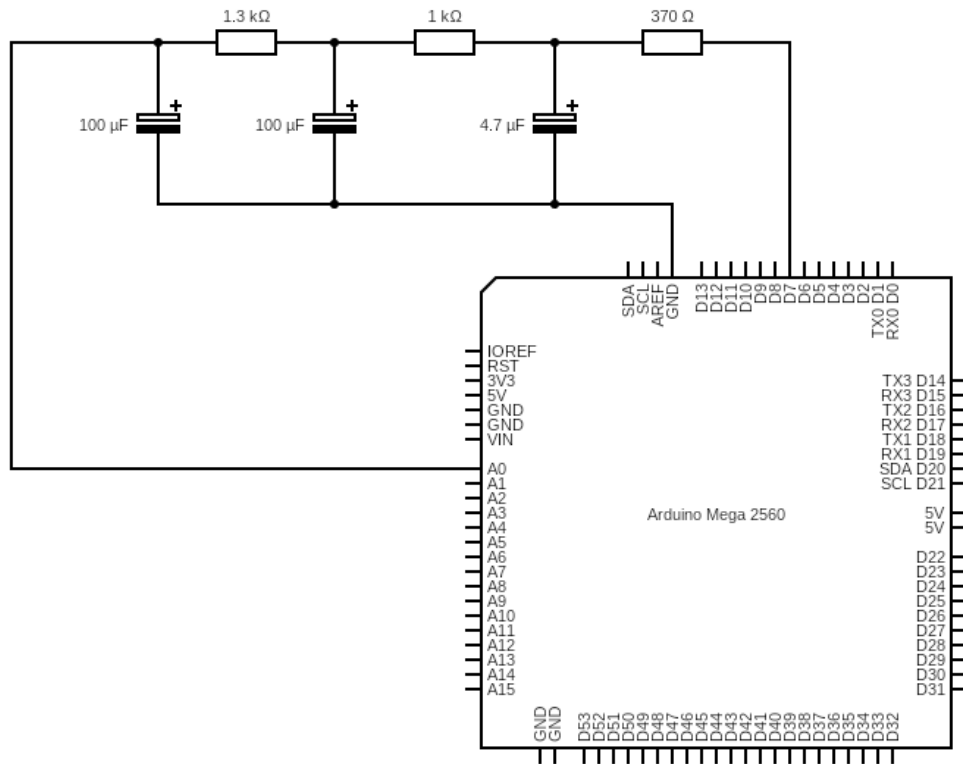 1.3 kΩ
1 kΩ
370 Ω
100 µF
100 µF
4.7 µF
+
+
+
SDA
SCL
AREF
GND
D13
D12
D11
D10
D9
D8
D7
D6
D5
D4
D3
D2
TX0 D1
RX0 D0
IOREF
RST
3V3
5V
GND
GND
VIN
A0
A1
A2
A3
A4
A5
A6
A7
A8
A9
A10
A11
A12
A13
A14
A15
Arduino Mega 2560
TX3 D14
RX3 D15
TX2 D16
RX2 D17
TX1 D18
RX1 D19
SDA D20
SCL D21
5V
5V
D22
D23
D24
D25
D26
D27
D28
D29
D30
D31
GND
GND
D53
D52
D51
D50
D49
D48
D47
D46
D45
D44
D43
D42
D41
D40
D39
D38
D37
D36
D35
D34
D33
D32